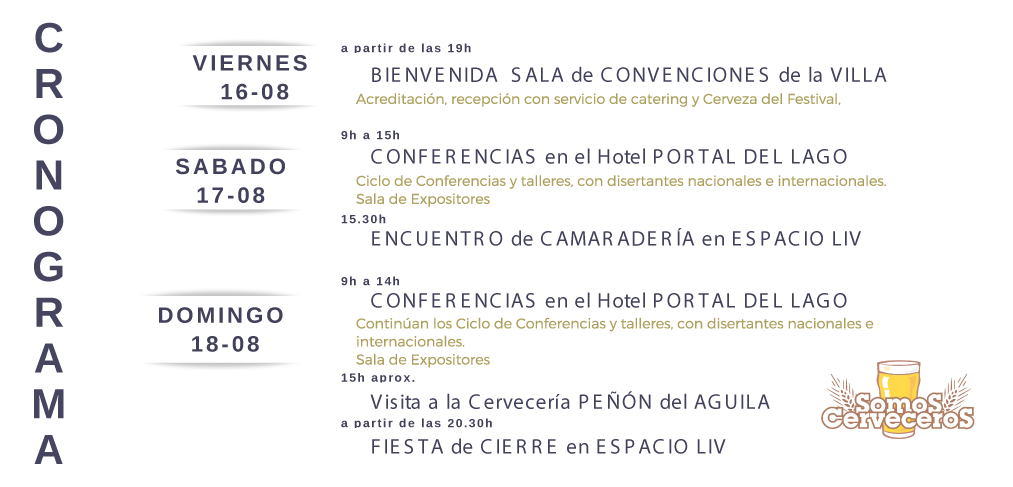 CRONOGRAMA
VIERNES
16-08
a partir de las 19h
BIENVENIDA SALA de CONVENCIONES de la VILLA
Acreditación, recepción con servicio de catering y Cerveza del Festival,
SABADO
17-08
9h a 15h
CONFERENCIAS en el Hotel PORTAL DEL LAGO
Ciclo de Conferencias y talleres, con disertantes nacionales e internacionales.
Sala de Expositores
15.30h
ENCUENTRO de CAMARADERÍA en ESPACIO LIV
DOMINGO
18-08
9h a 14h
CONFERENCIAS en el Hotel PORTAL DEL LAGO
Continúan los Ciclo de Conferencias y talleres, con disertantes nacionales e
internacionales.
Sala de Expositores
15h aprox.
Visita a la Cervecería PEÑÓN del AGUILA
a partir de las 20.30h
FIESTA de CIERRE en ESPACIO LIV
SomoS
CerveceroS